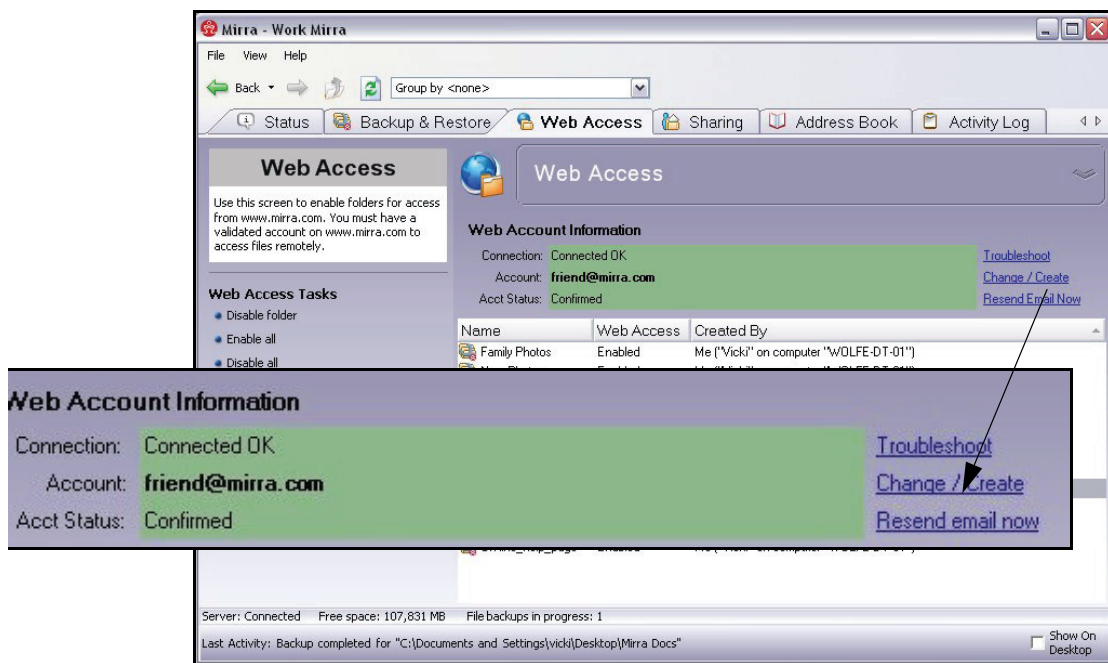 Mirra - Work Mirra
File View Help
Back Group by <none>
Status Backup & Restore Web Access Sharing Address Book Activity Log
Web Access
Use this screen to enable folders for access
from www.mirra.com. You must have a
validated account on www.mirra.com to
access files remotely.
Web Access Tasks
Disable folder
Enable all
Disable all
Web Access
Web Account Information
Connection: Connected OK Troubleshoot
Account: friend@mirra.com Change / Create
Acct Status: Confirmed Resend Email Now
Name Web Access Created By
Family Photos Enabled Me ("Vicki" on computer "WOLFE-DT-01")
Web Account Information
Connection: Connected OK Troubleshoot
Account: friend@mirra.com Change / Create
Acct Status: Confirmed Resend email now
Server: Connected Free space: 107,831 MB File backups in progress: 1
Last Activity: Backup completed for "C:\Documents and Settings\vicki\Desktop\Mirra Docs"
Show On
Desktop